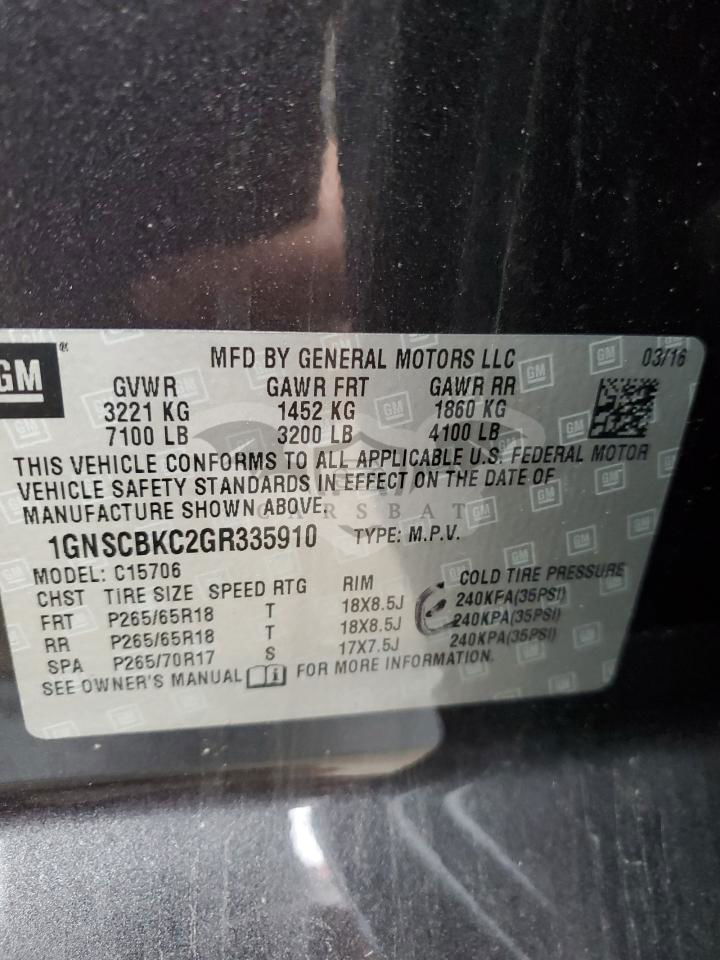 GM
MFD BY GENERAL MOTORS LLC 03/16
GVWR GAWR FRT GAWR RR
3221 KG 1452 KG 1860 KG
7100 LB 3200 LB 4100 LB
THIS VEHICLE CONFORMS TO ALL APPLICABLE U.S. FEDERAL MOTOR
VEHICLE SAFETY STANDARDS IN EFFECT ON THE DATE OF
MANUFACTURE SHOWN ABOVE.
CARSBAT
1GNSCBKC2GR335910 TYPE: M.P.V.
MODEL: C15706
CHST TIRE SIZE SPEED RTG RIM COLD TIRE PRESSURE
FRT P265/65R18 T 18X8.5J 240KPA(35PSI)
RR P265/65R18 T 18X8.5J 240KPA(35PSI)
SPA P265/70R17 S 17X7.5J 240KPA(35PSI)
SEE OWNER'S MANUAL FOR MORE INFORMATION.